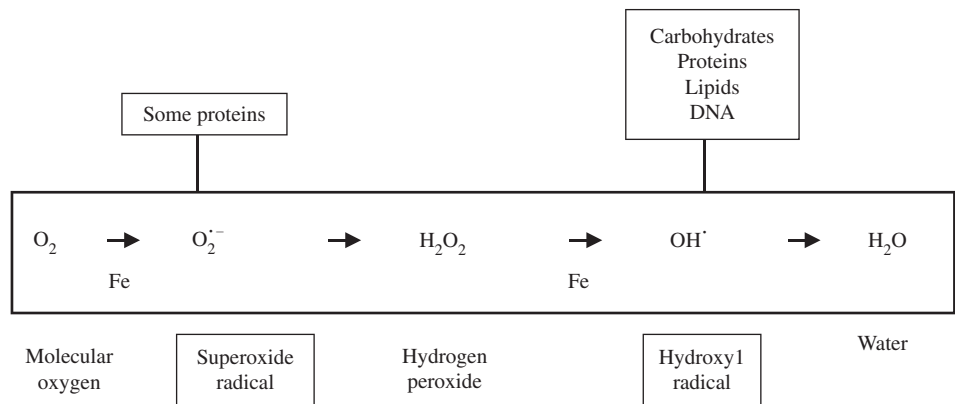 Carbohydrates
Proteins
Lipids
DNA
Some proteins
O₂ → O₂˙⁻ → H₂O₂ → OH˙ → H₂O
Fe Fe
Molecular
oxygen
Superoxide
radical
Hydrogen
peroxide
Hydroxy1
radical
Water